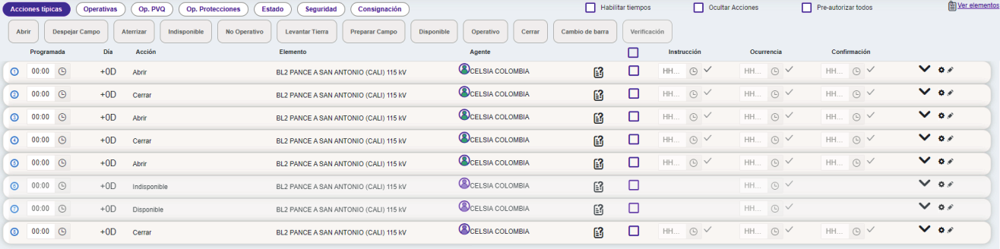 Acciones típicas Operativas Op. PVQ Op. Protecciones Estado Seguridad Consignación Habilitar tiempos Ocultar Acciones Pre-autorizar todos Ver elementos
Abrir Despejar Campo Aterrizar Indisponible No Operativo Levantar Tierra Preparar Campo Disponible Operativo Cerrar Cambio de barra Verificación
Programada Día Acción Elemento Agente Instrucción Ocurrencia Confirmación
1 00:00 +0D Abrir BL2 PANCE A SAN ANTONIO (CALI) 115 kV CELSIA COLOMBIA HH... HH... HH...
2 00:00 +0D Cerrar BL2 PANCE A SAN ANTONIO (CALI) 115 kV CELSIA COLOMBIA HH... HH... HH...
3 00:00 +0D Abrir BL2 PANCE A SAN ANTONIO (CALI) 115 kV CELSIA COLOMBIA HH... HH... HH...
4 00:00 +0D Cerrar BL2 PANCE A SAN ANTONIO (CALI) 115 kV CELSIA COLOMBIA HH... HH... HH...
5 00:00 +0D Abrir BL2 PANCE A SAN ANTONIO (CALI) 115 kV CELSIA COLOMBIA HH... HH... HH...
6 00:00 +0D Indisponible BL2 PANCE A SAN ANTONIO (CALI) 115 kV CELSIA COLOMBIA HH...
7 00:00 +0D Disponible BL2 PANCE A SAN ANTONIO (CALI) 115 kV CELSIA COLOMBIA HH...
8 00:00 +0D Cerrar BL2 PANCE A SAN ANTONIO (CALI) 115 kV CELSIA COLOMBIA HH... HH... HH...